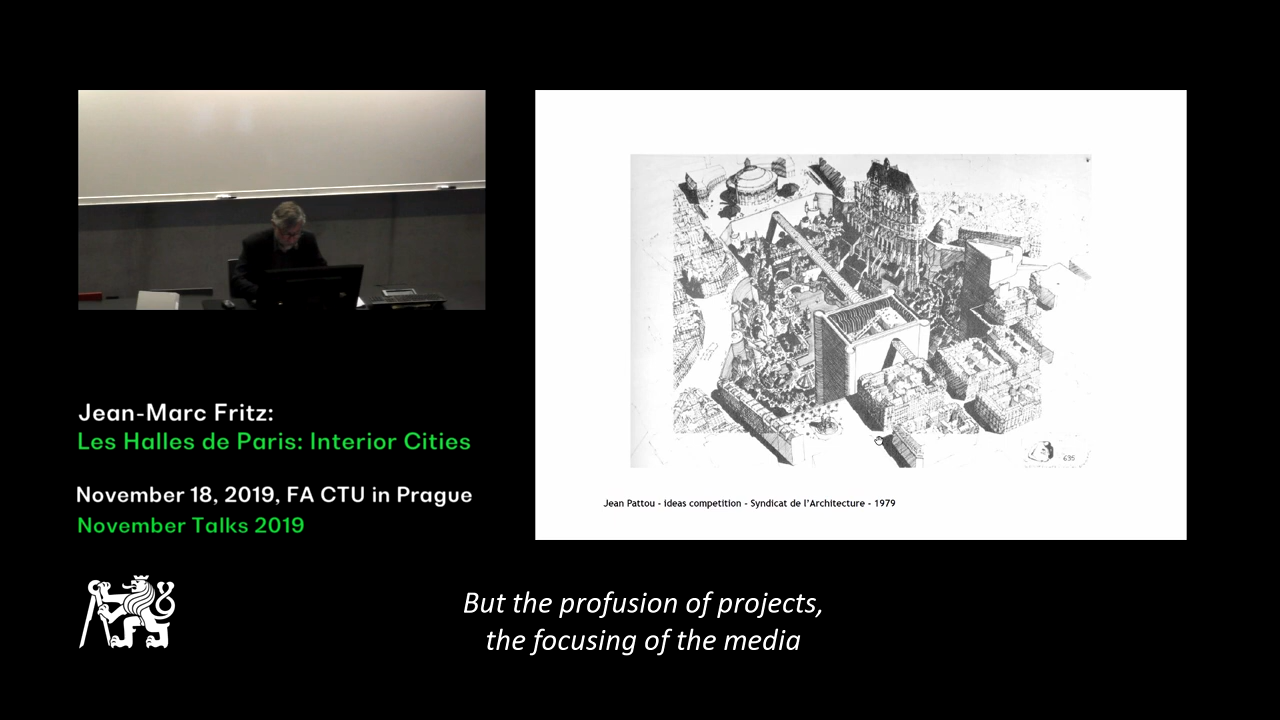 Jean-Marc Fritz:
Les Halles de Paris: Interior Cities
November 18, 2019, FA CTU in Prague
November Talks 2019
635
Jean Pattou - ideas competition - Syndicat de l'Architecture - 1979
But the profusion of projects,
the focusing of the media